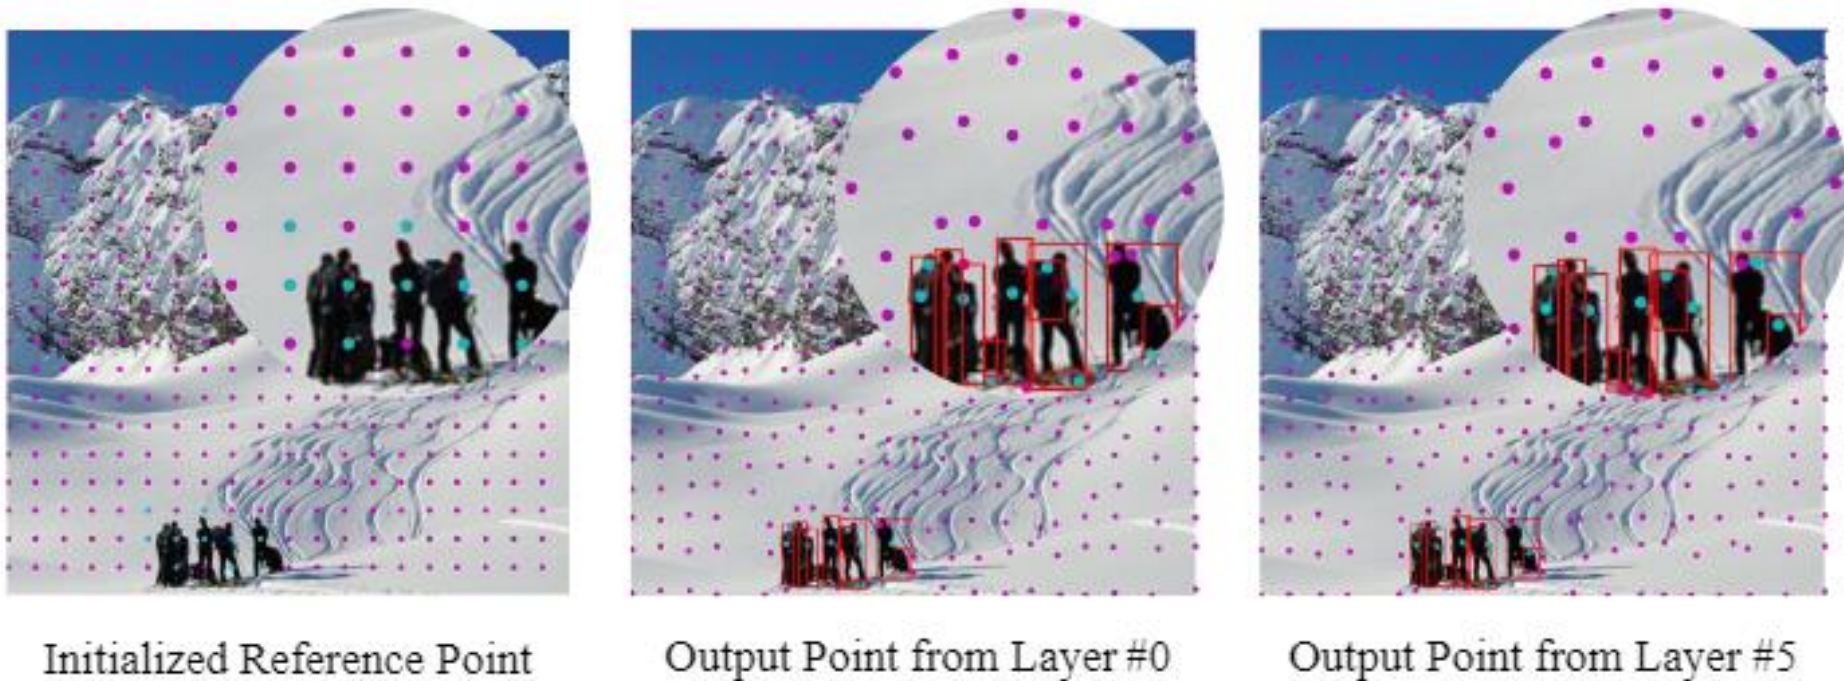 Initialized Reference Point
Output Point from Layer #0
Output Point from Layer #5